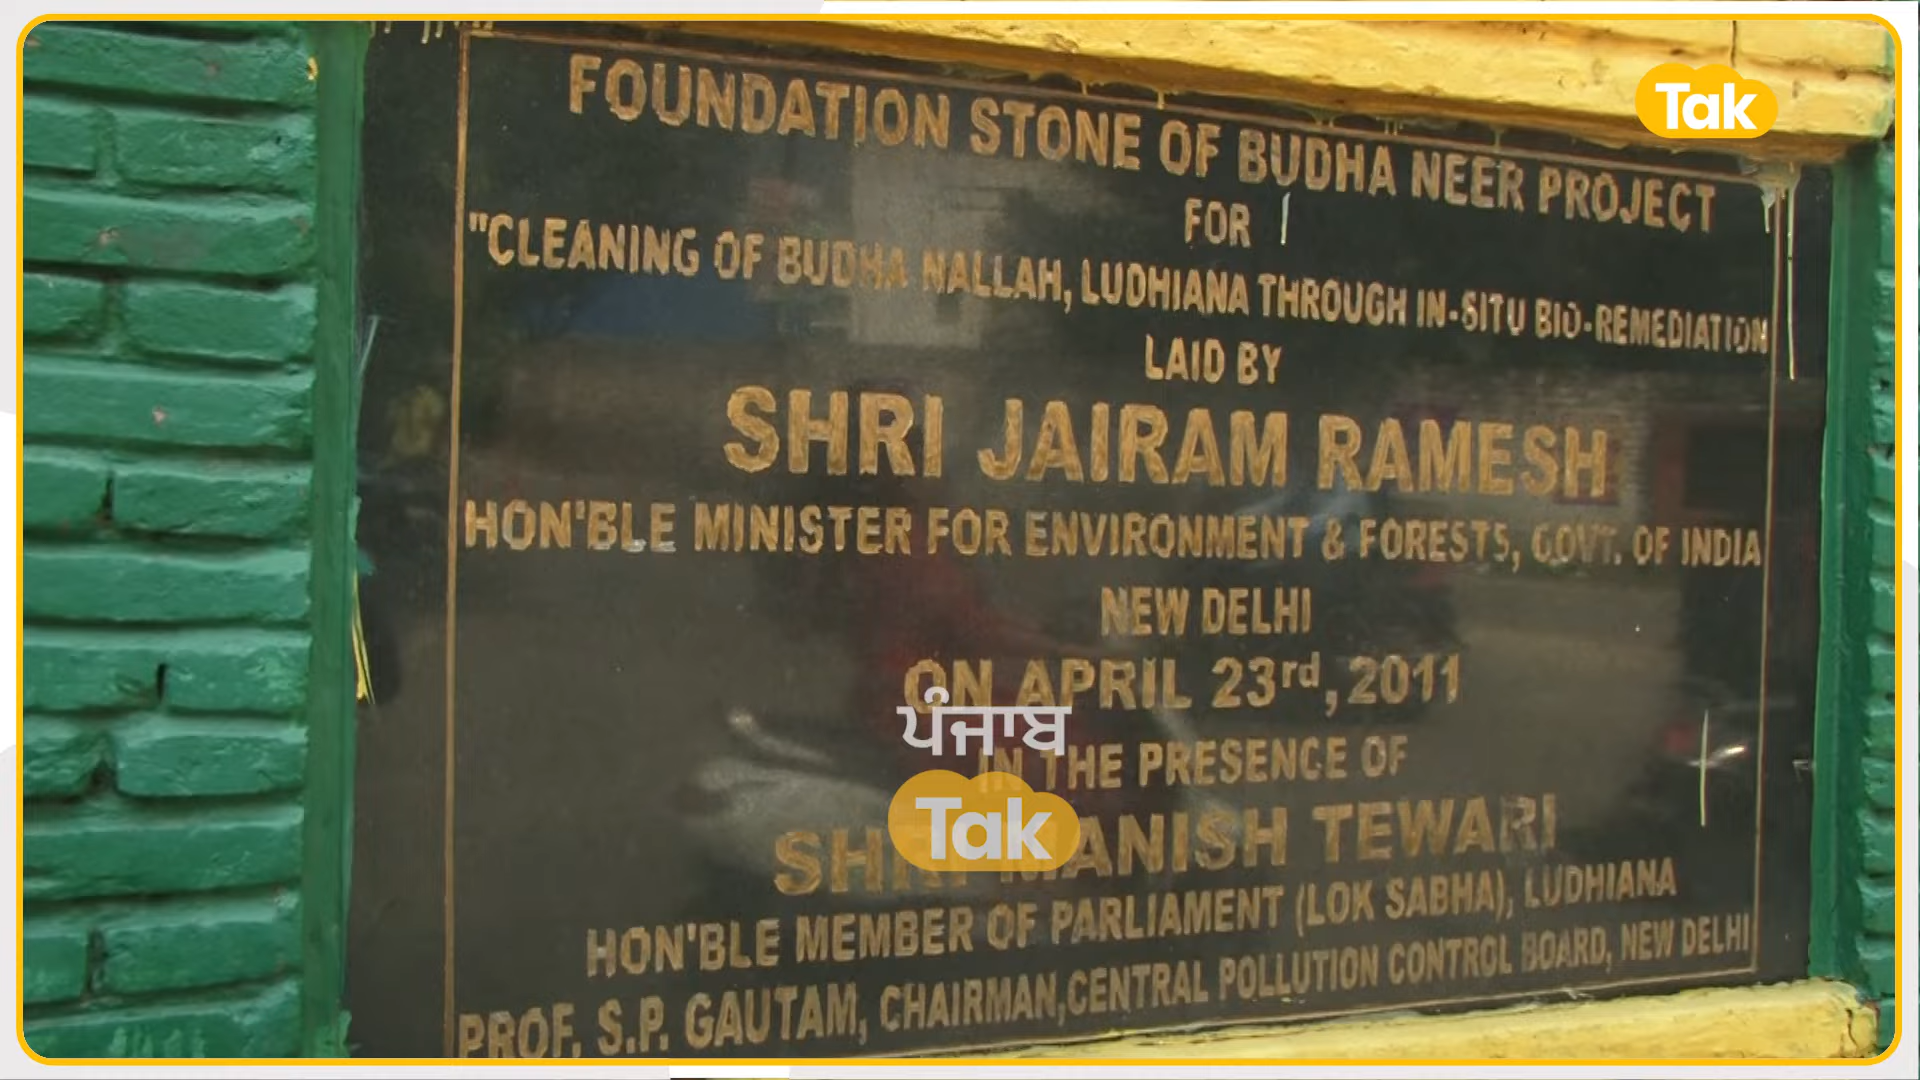 Tak
FOUNDATION STONE OF BUDHA NEER PROJECT
FOR
"CLEANING OF BUDHA NALLAH, LUDHIANA THROUGH IN-SITU BIO-REMEDIATION
LAID BY
SHRI JAIRAM RAMESH
HON'BLE MINISTER FOR ENVIRONMENT & FORESTS, GOVT. OF INDIA
NEW DELHI
ON APRIL 23rd, 2011
ਪੰਜਾਬ
IN THE PRESENCE OF
Tak
SHRI MANISH TEWARI
HON'BLE MEMBER OF PARLIAMENT (LOK SABHA), LUDHIANA
PROF. S.P. GAUTAM, CHAIRMAN,CENTRAL POLLUTION CONTROL BOARD, NEW DELHI